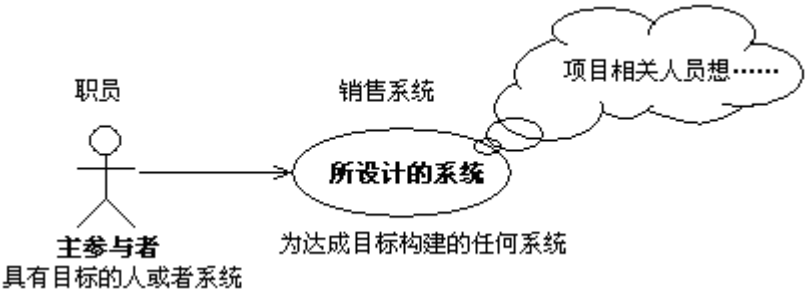 项目相关人员想……
职员
销售系统
所设计的系统
主参与者
为达成目标构建的任何系统
具有目标的人或者系统